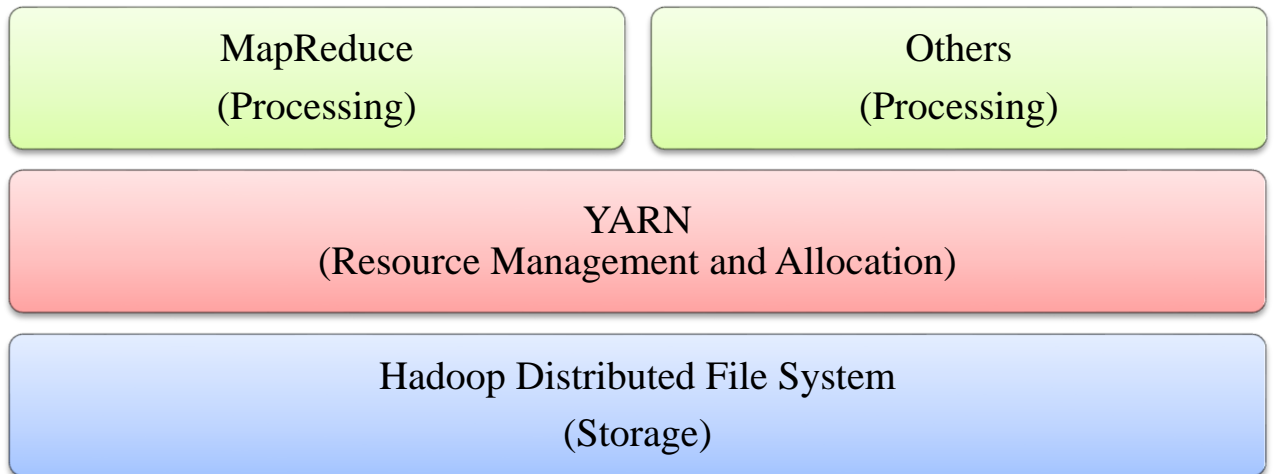 MapReduce
(Processing)
Others
(Processing)
YARN
(Resource Management and Allocation)
Hadoop Distributed File System
(Storage)